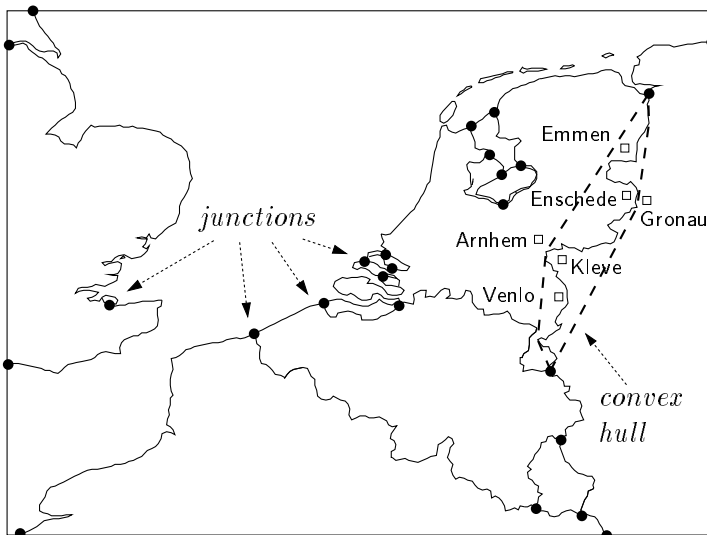 Emmen
Enschede
Gronau
junctions
Arnhem
Kleve
Venlo
convex
hull